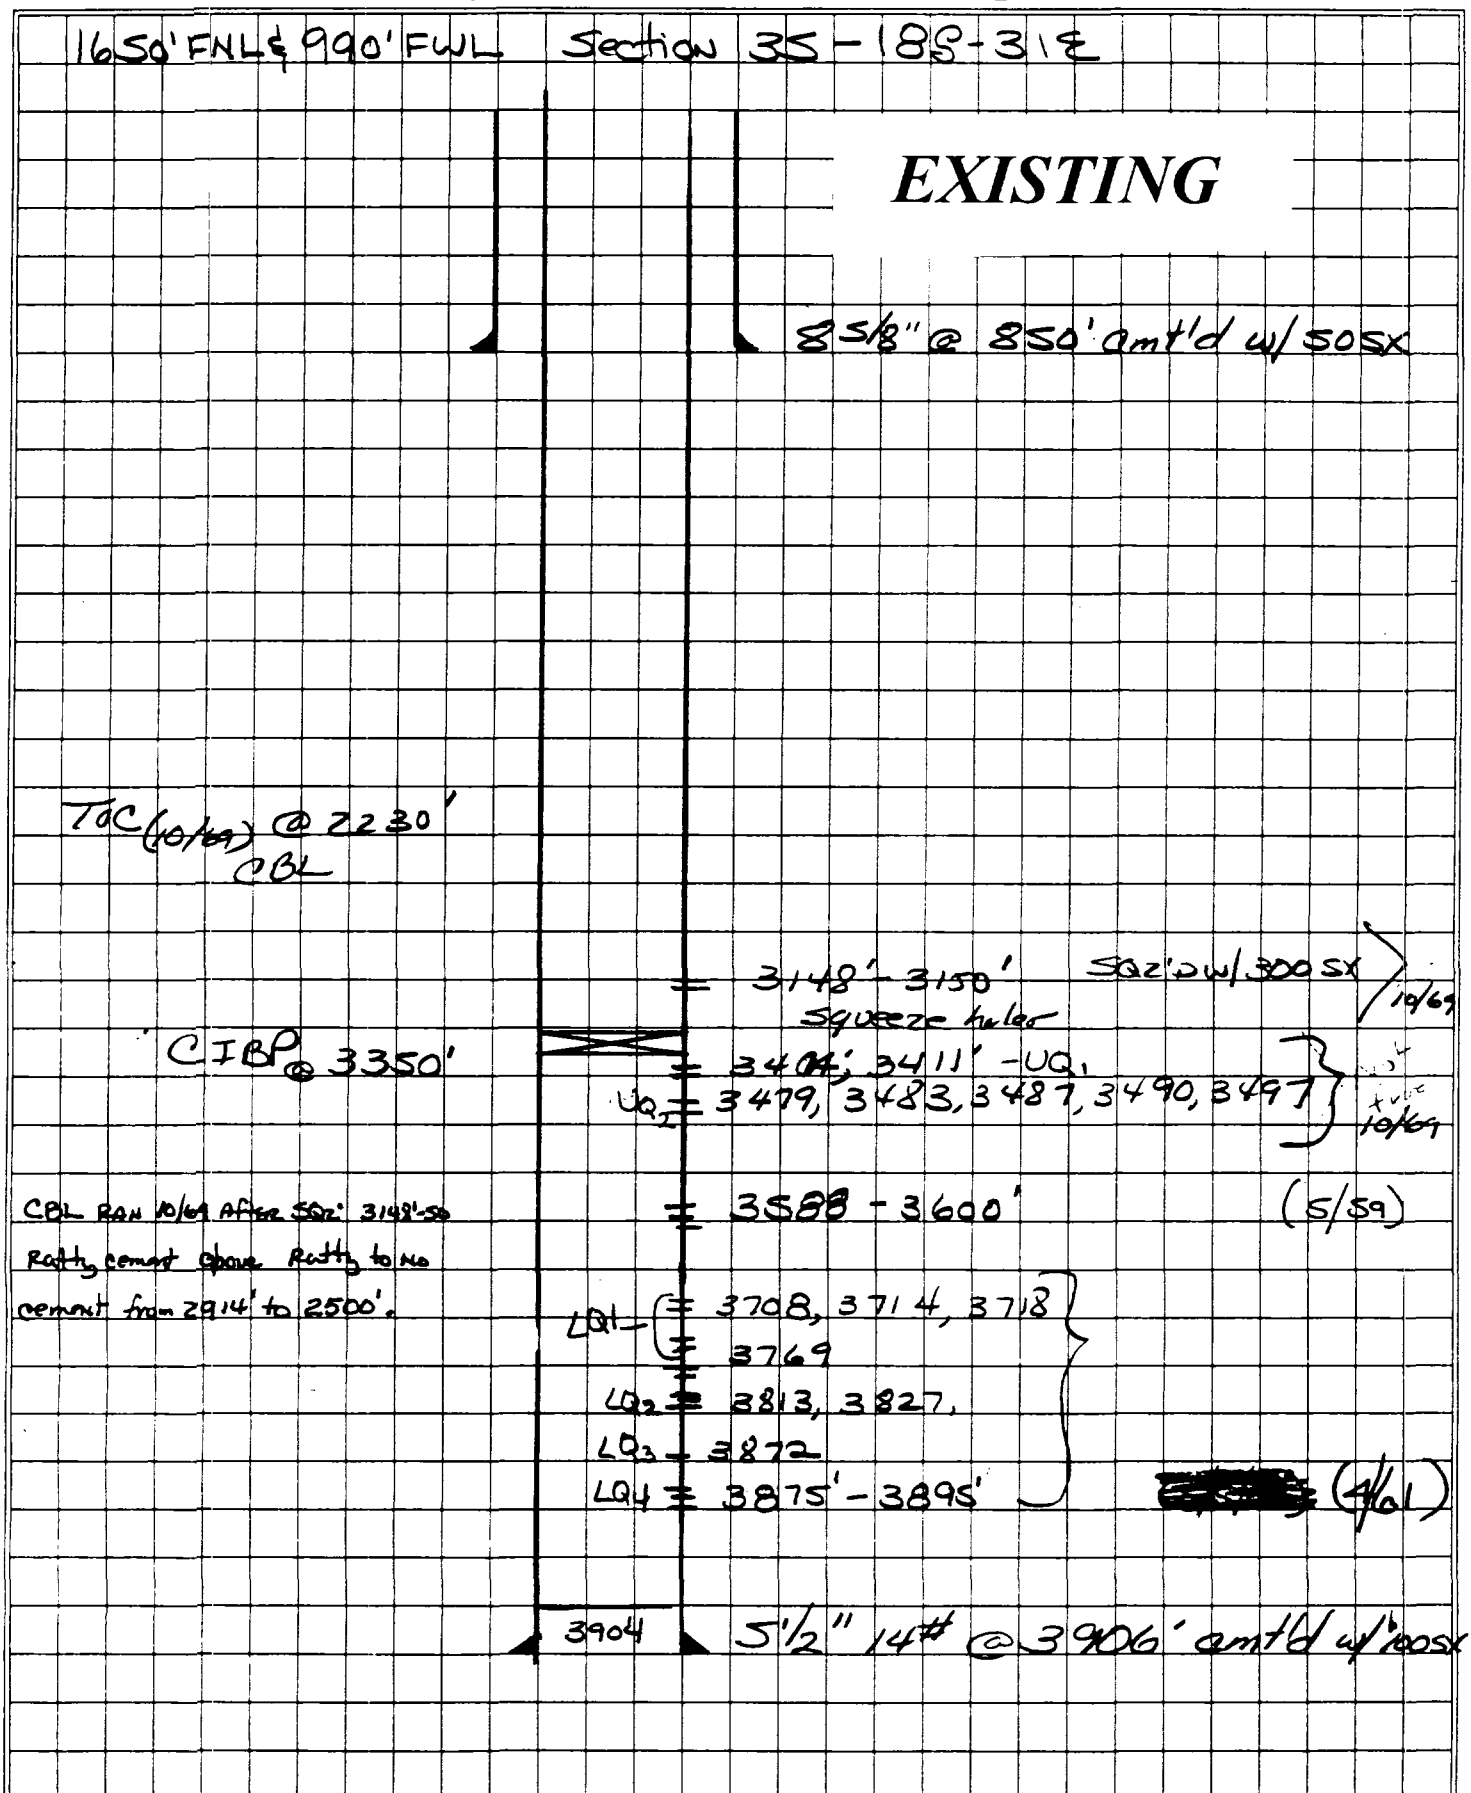 1650' FNL & 990' FWL Section 35-18S-31E
EXISTING
8 5/8" @ 850' cmt'd w/ 50sx
TOC (10/69) @ 2230'
CBL
3148'-3150' SQZ'D w/ 300 SX
10/69
squeeze holes
CIBP @ 3350'
3404', 3411' -UQ1
UQ2 3479, 3483, 3487, 3490, 3497
10/69
CBL RAN 10/69 After SQZ' 3148'-50
3588 - 3600' (5/59)
Ratty cement above Ratty to no
cement from 2914' to 2500'.
LQ1 3708, 3714, 3718
3769
LQ2 3813, 3827,
LQ3 3872
LQ4 3875'-3895' (4/61)
3904 5 1/2" 14# @ 3906' cmt'd w/ 100sx